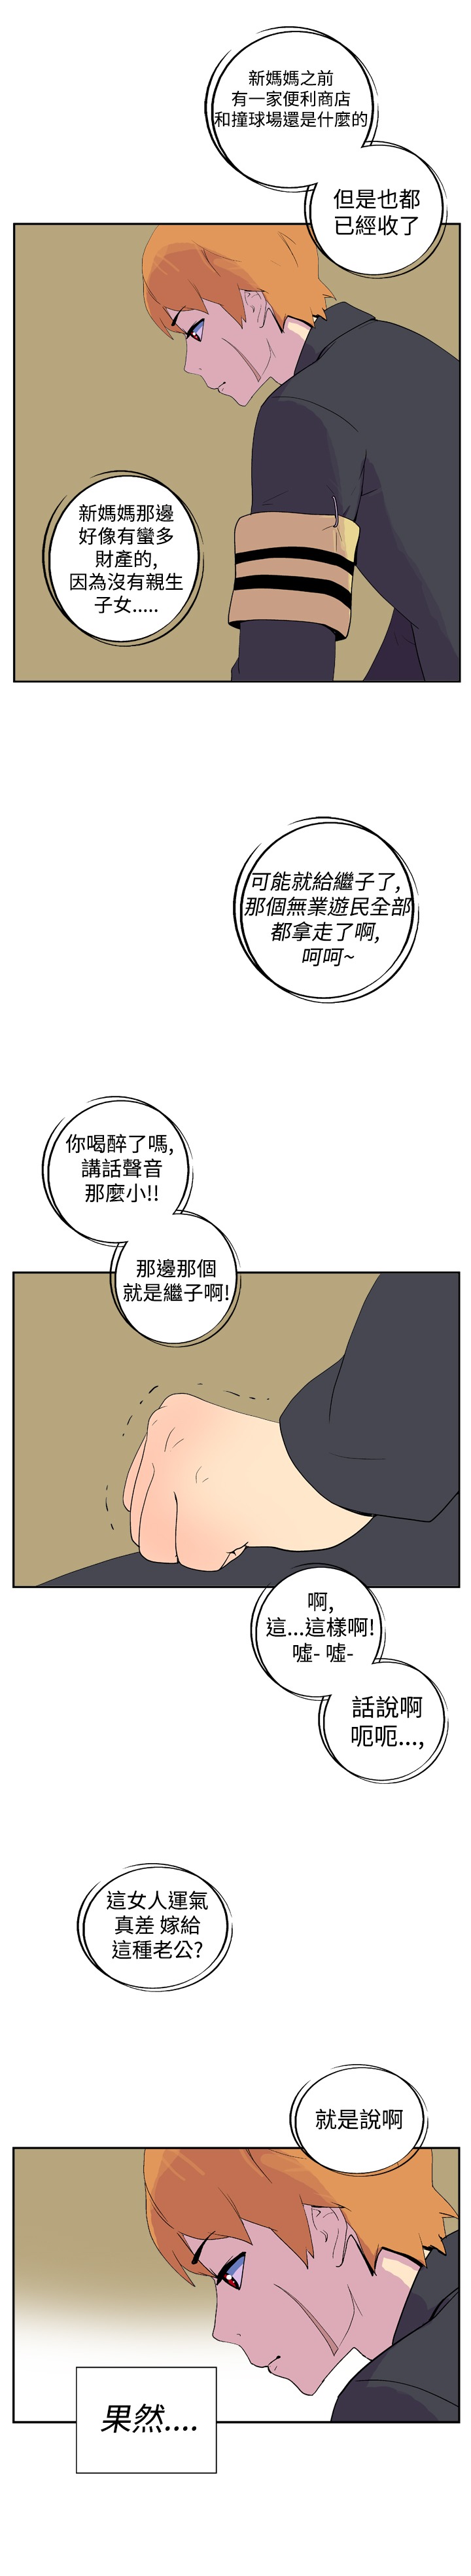 新媽媽之前
有一家便利商店
和撞球場還是什麼的
但是也都
已經收了
新媽媽那邊
好像有蠻多
財產的,
因為沒有親生
子女.....
可能就給繼子了,
那個無業遊民全部
都拿走了啊,
呵呵~
你喝醉了嗎,
講話聲音
那麼小!!
那邊那個
就是繼子啊!
啊,
這...這樣啊!
噓- 噓-
話說啊
呃呃...,
這女人運氣
真差 嫁給
這種老公?
就是說啊
果然....